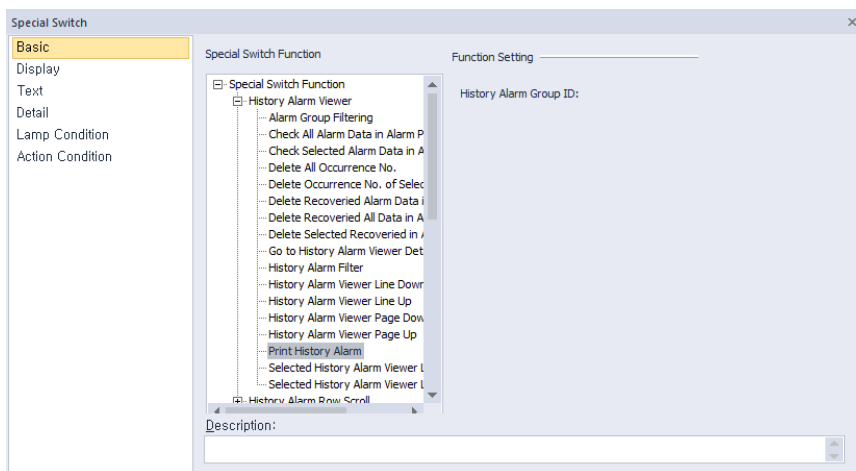 Special Switch
Basic
Display
Text
Detail
Lamp Condition
Action Condition
Special Switch Function
Special Switch Function
History Alarm Viewer
Alarm Group Filtering
Check All Alarm Data in Alarm P
Check Selected Alarm Data in A
Delete All Occurrence No.
Delete Occurrence No. of Selec
Delete Recoveried Alarm Data i
Delete Recoveried All Data in A
Delete Selected Recoveried in A
Go to History Alarm Viewer Det
History Alarm Filter
History Alarm Viewer Line Down
History Alarm Viewer Line Up
History Alarm Viewer Page Dow
History Alarm Viewer Page Up
Print History Alarm
Selected History Alarm Viewer L
Selected History Alarm Viewer L
History Alarm Row Scroll
Function Setting
History Alarm Group ID:
Description: